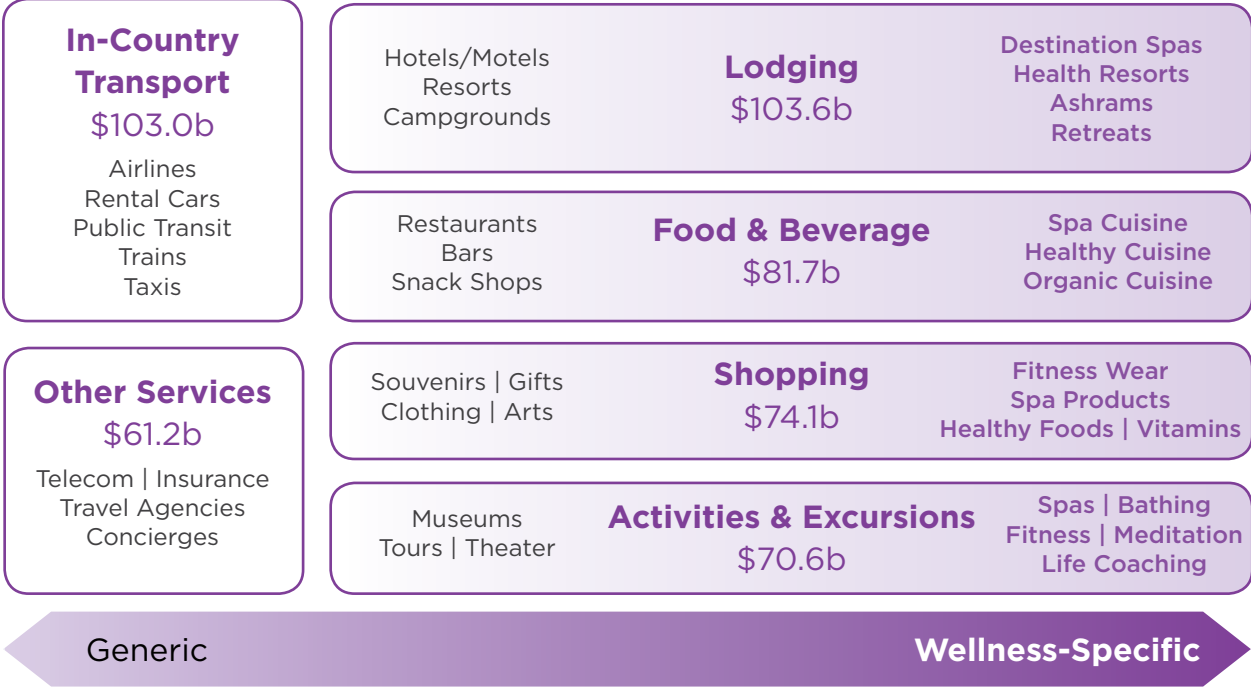 In-Country
Transport
$103.0b
Airlines
Rental Cars
Public Transit
Trains
Taxis
Other Services
$61.2b
Telecom | Insurance
Travel Agencies
Concierges
Hotels/Motels
Resorts
Campgrounds
Lodging
$103.6b
Destination Spas
Health Resorts
Ashrams
Retreats
Restaurants
Bars
Snack Shops
Food & Beverage
$81.7b
Spa Cuisine
Healthy Cuisine
Organic Cuisine
Souvenirs | Gifts
Clothing | Arts
Shopping
$74.1b
Fitness Wear
Spa Products
Healthy Foods | Vitamins
Museums
Tours | Theater
Activities & Excursions
$70.6b
Spas | Bathing
Fitness | Meditation
Life Coaching
Generic
Wellness-Specific